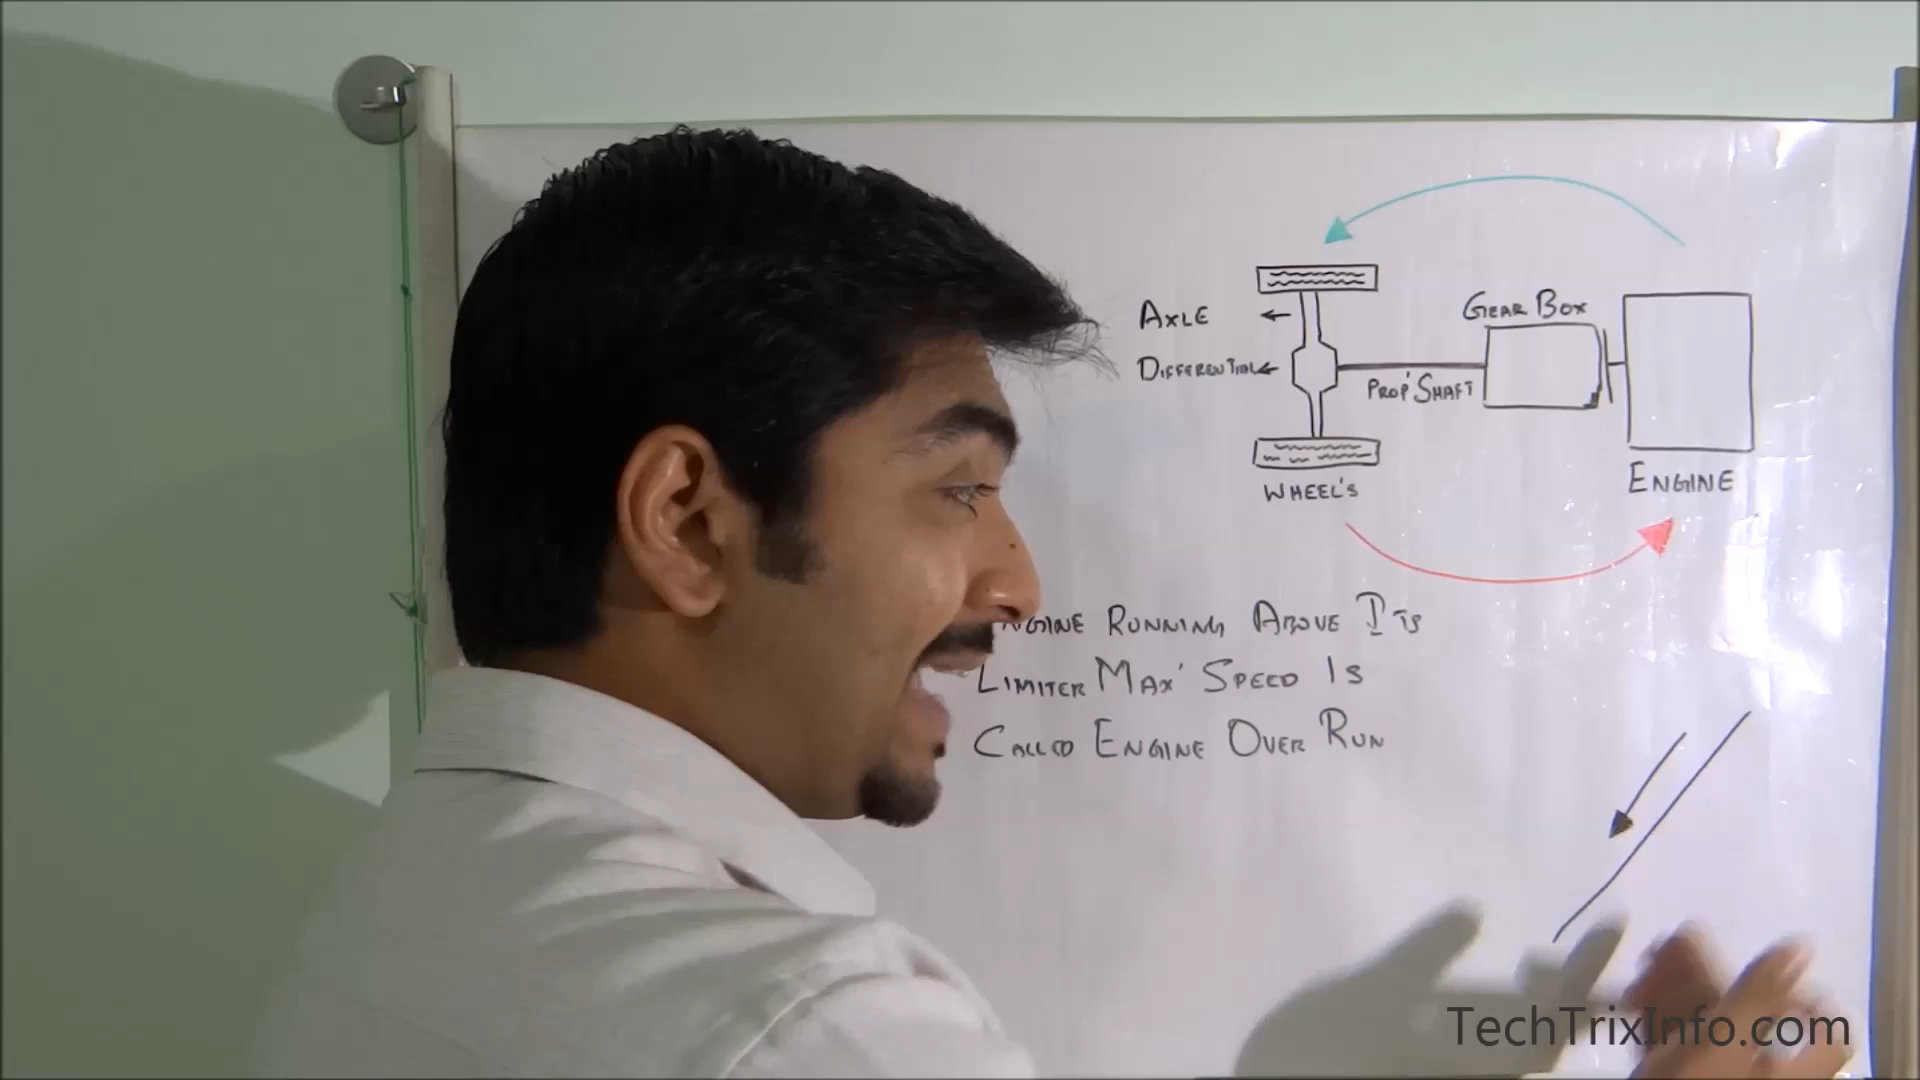 GEAR BOX
AXLE
DIFFERENTIAL
PROP' SHAFT
ENGINE
WHEEL'S
RUNNING ABOVE ITS
LIMITER MAX' SPEED IS
CALLED ENGINE OVER RUN
TechTrixInfo.com